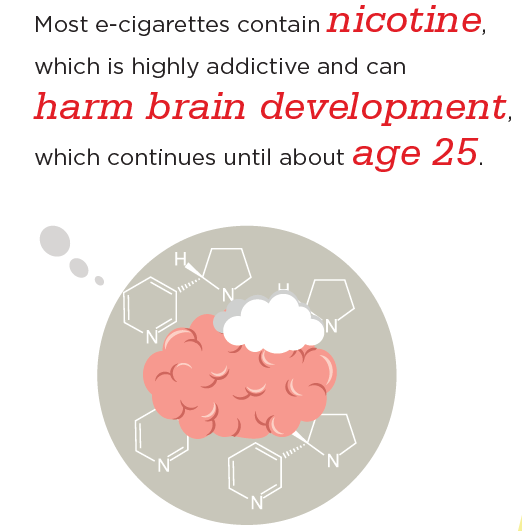 Most e-cigarettes contain nicotine,
which is highly addictive and can
harm brain development,
which continues until about age 25.
H
N
H
N
N
N
N
N